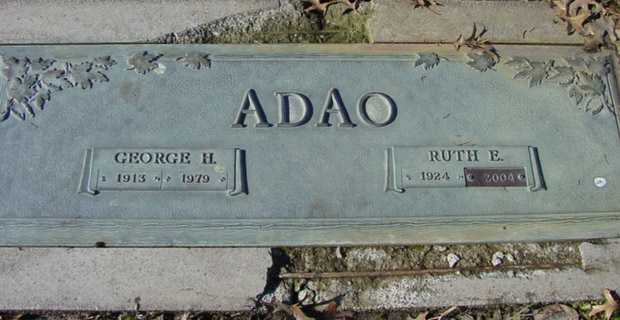 ADAO
GEORGE H.
1913 1979
RUTH E.
1924 2004